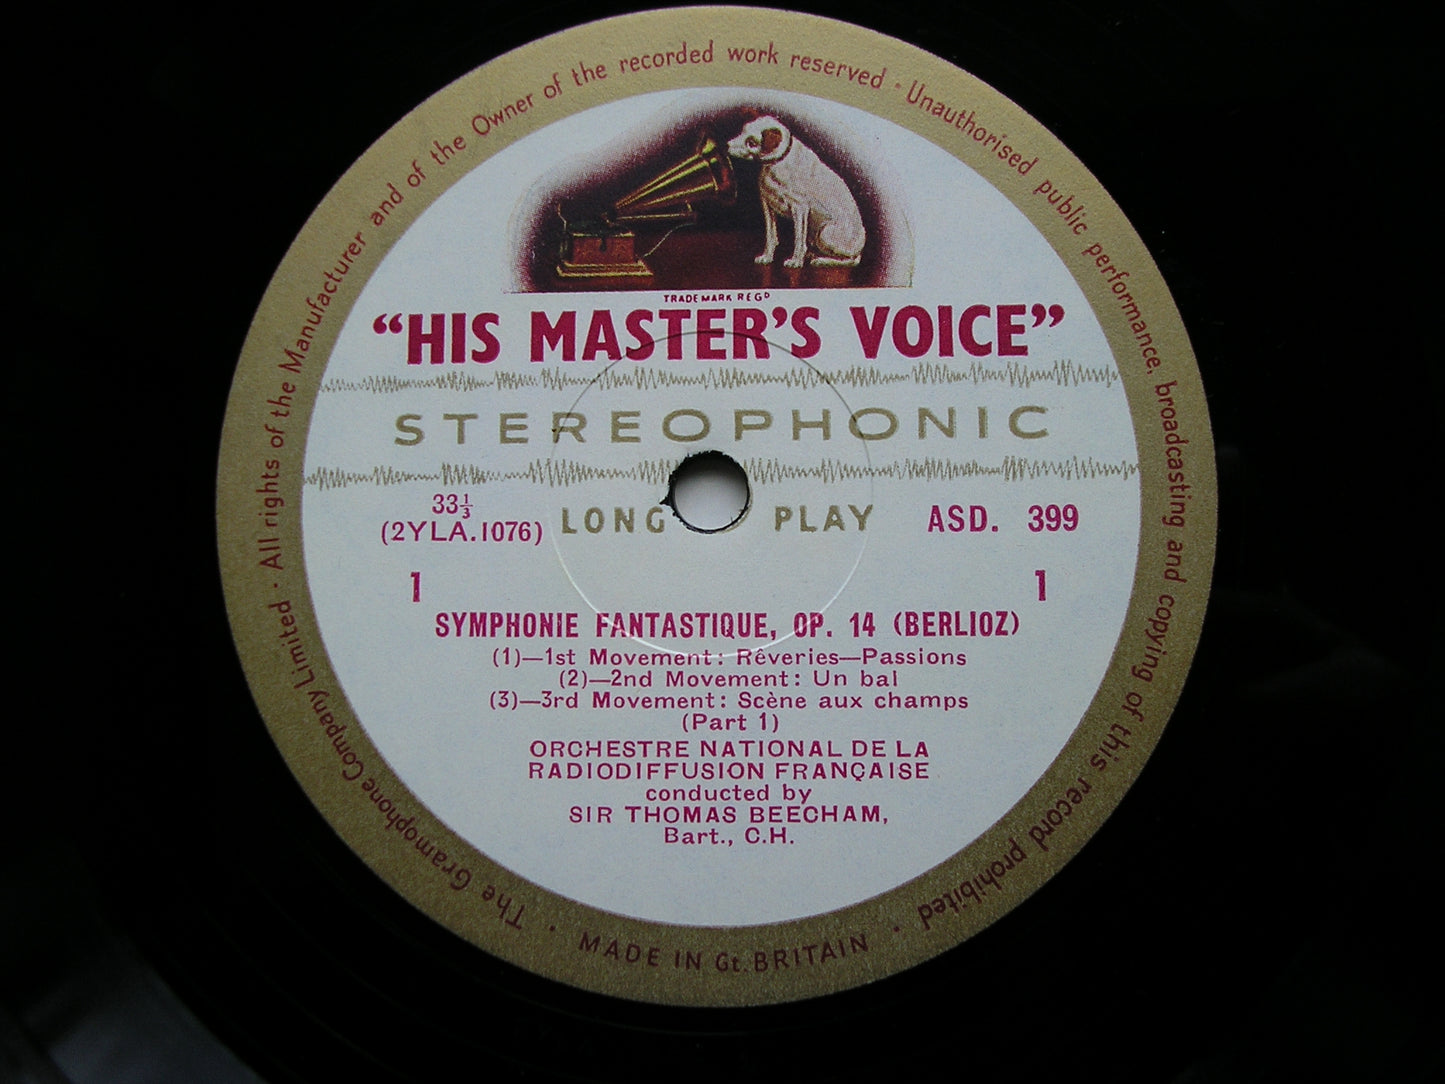 The Gramophone Company Limited · All rights of the Manufacturer and of the Owner of the recorded work reserved · Unauthorised public performance, broadcasting and copying of this record prohibited ·
TRADE MARK REGD
“HIS MASTER'S VOICE”
STEREOPHONIC
33⅓
(2YLA.1076)
LONG PLAY
ASD. 399
1 1
SYMPHONIE FANTASTIQUE, OP. 14 (BERLIOZ)
(1)—1st Movement: Rêveries—Passions
(2)—2nd Movement: Un bal
(3)—3rd Movement: Scène aux champs
(Part 1)
ORCHESTRE NATIONAL DE LA
RADIODIFFUSION FRANÇAISE
conducted by
SIR THOMAS BEECHAM,
Bart., C.H.
· MADE IN Gt. BRITAIN ·